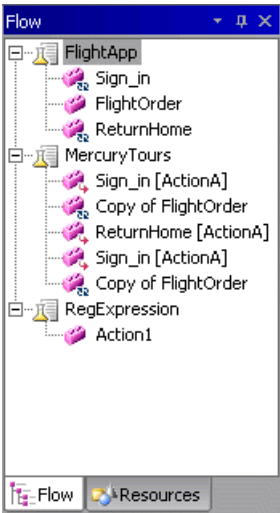 Flow
FlightApp
Sign_in
FlightOrder
ReturnHome
MercuryTours
Sign_in [ActionA]
Copy of FlightOrder
ReturnHome [ActionA]
Sign_in [ActionA]
Copy of FlightOrder
RegExpression
Action1
Flow Resources